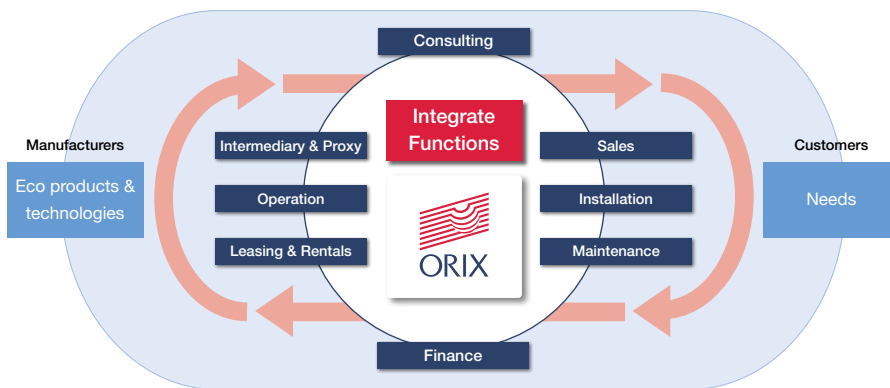 Consulting
Integrate
Functions
Manufacturers
Eco products &
technologies
Intermediary & Proxy
Operation
Leasing & Rentals
ORIX
Sales
Installation
Maintenance
Customers
Needs
Finance